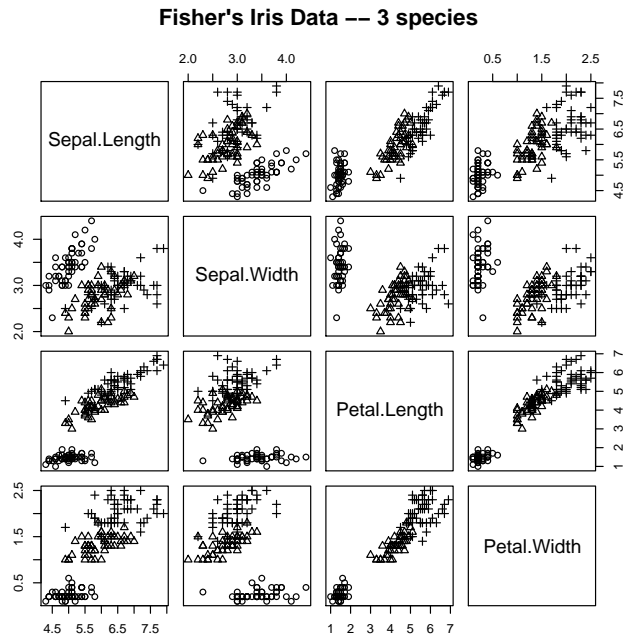 Fisher's Iris Data −− 3 species
2.0 3.0 4.0
0.5 1.5 2.5
Sepal.Length
4.5 5.5 6.5 7.5
2.0 3.0 4.0
Sepal.Width
Petal.Length
1 2 3 4 5 6 7
0.5 1.5 2.5
Petal.Width
4.5 5.5 6.5 7.5
1 2 3 4 5 6 7